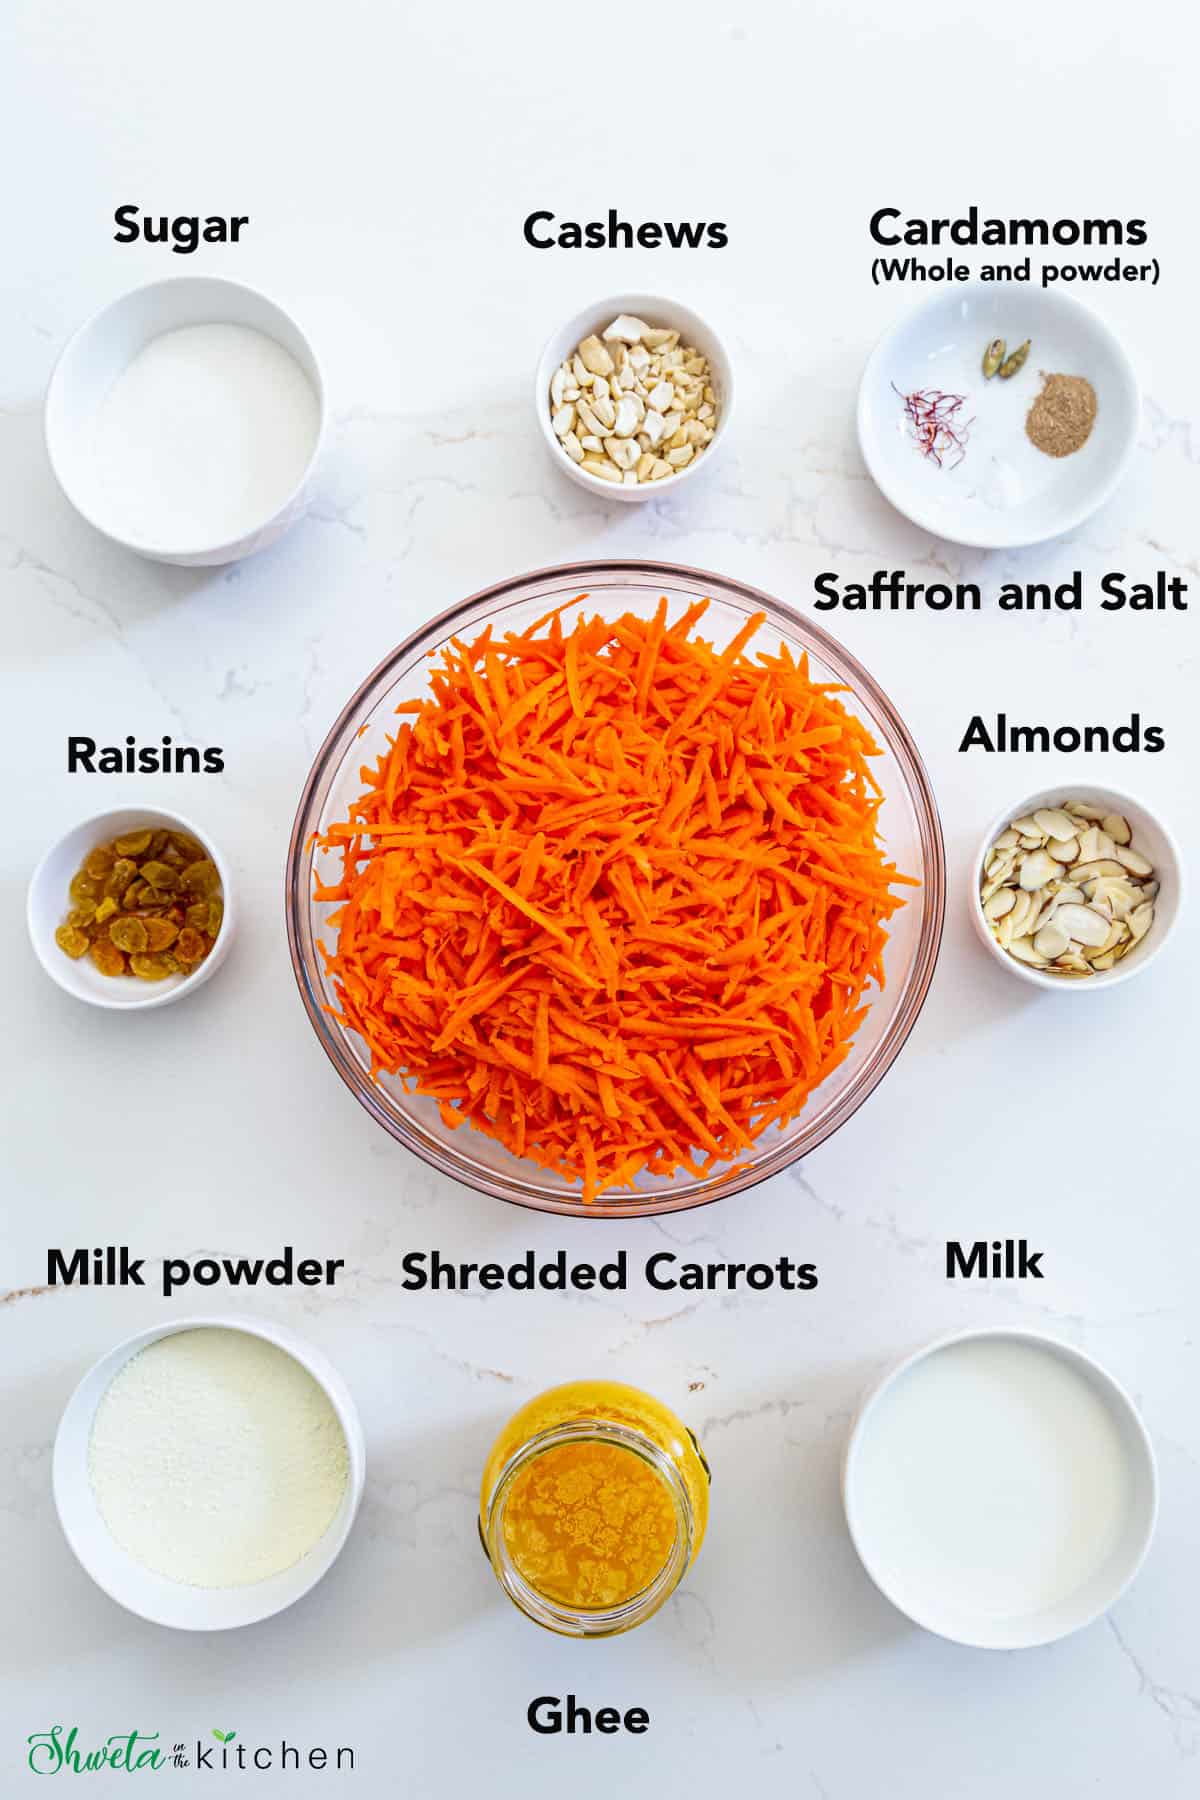 Sugar
Cashews
Cardamoms
(Whole and powder)
Saffron and Salt
Raisins
Almonds
Milk powder
Shredded Carrots
Milk
Ghee
Shweta in the kitchen